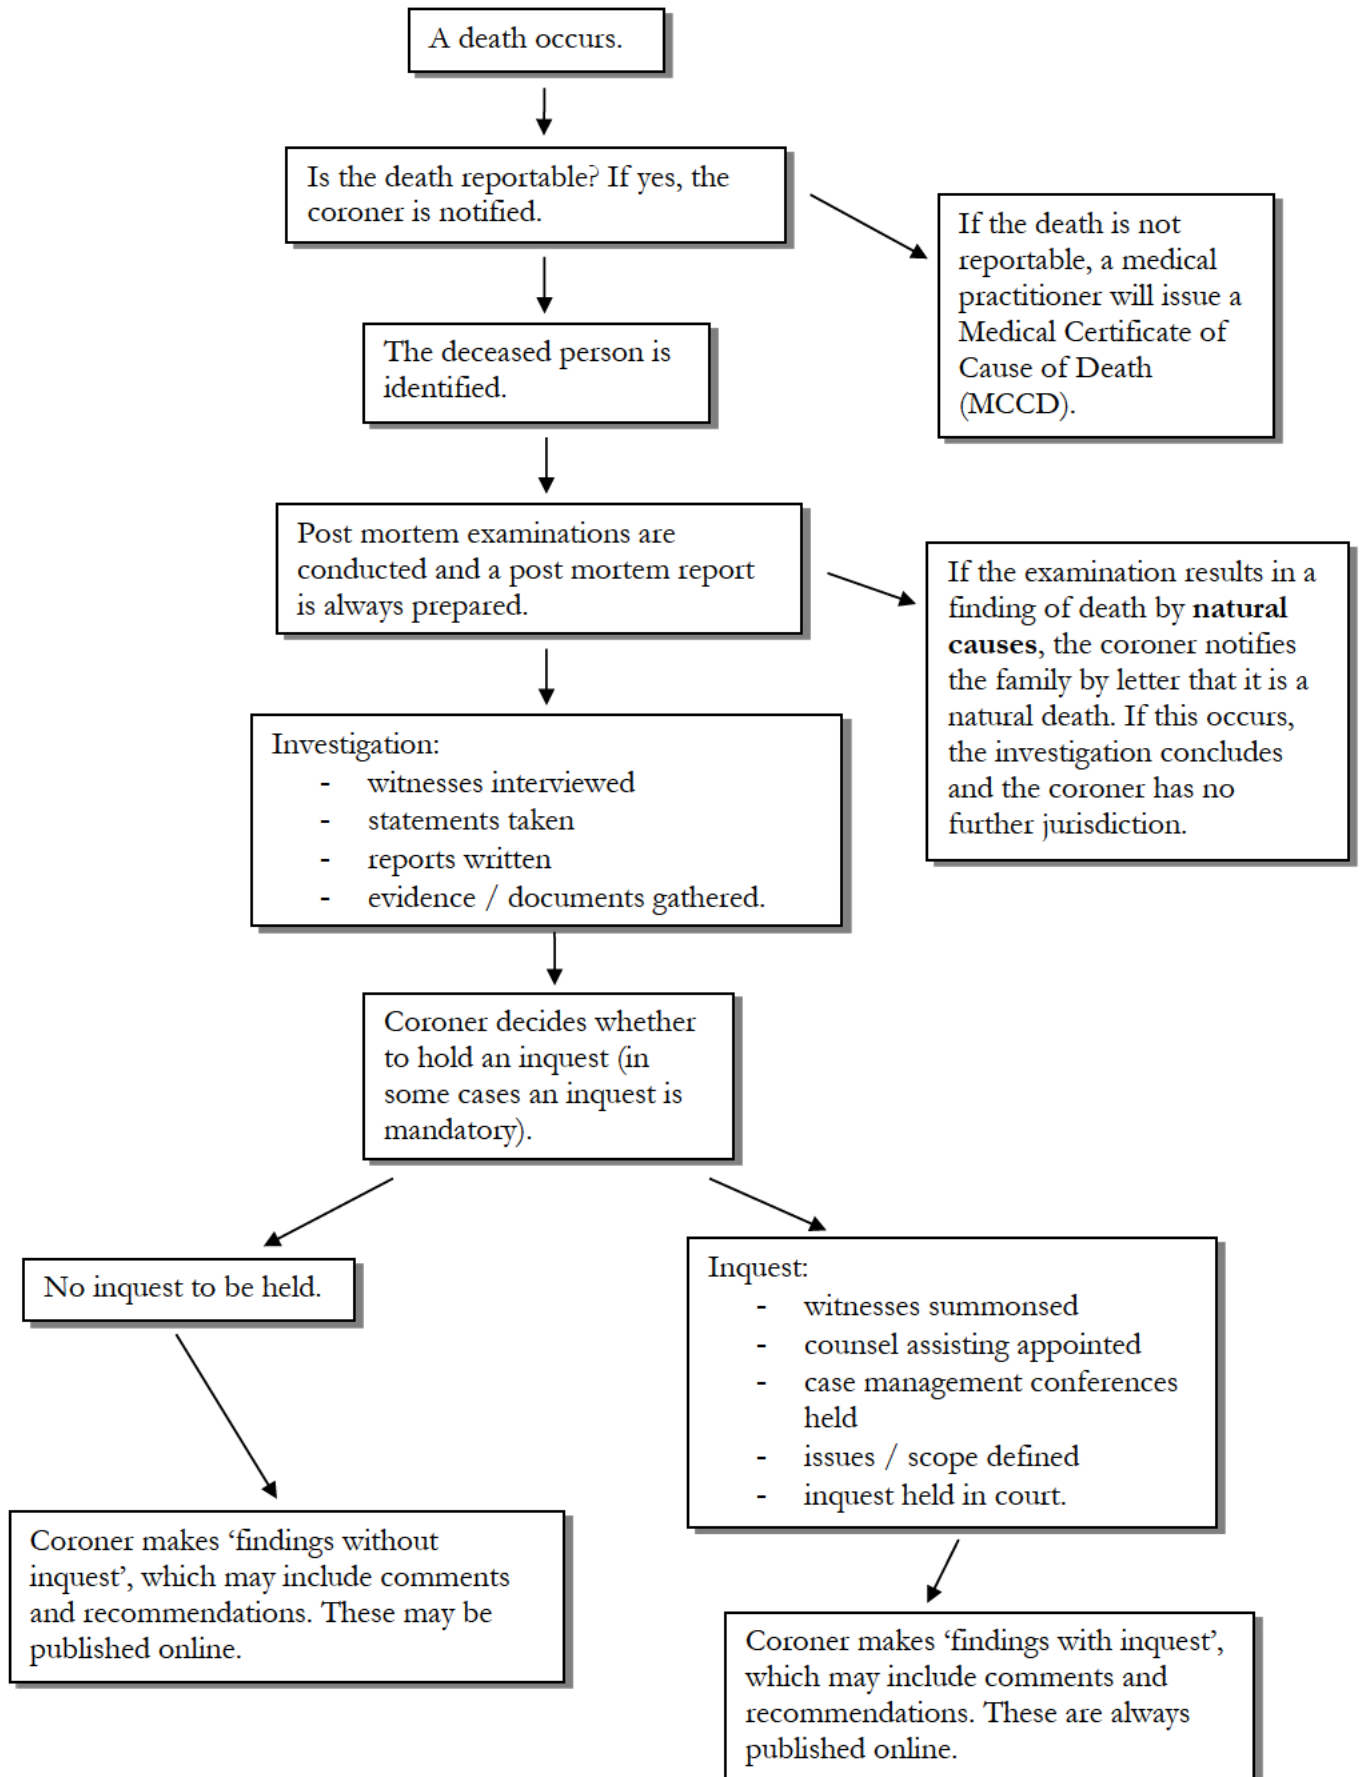 A death occurs.
Is the death reportable? If yes, the
coroner is notified.
If the death is not
reportable, a medical
practitioner will issue a
Medical Certificate of
Cause of Death
(MCCD).
The deceased person is
identified.
Post mortem examinations are
conducted and a post mortem report
is always prepared.
If the examination results in a
finding of death by natural
causes, the coroner notifies
the family by letter that it is a
natural death. If this occurs,
the investigation concludes
and the coroner has no
further jurisdiction.
Investigation:
- witnesses interviewed
- statements taken
- reports written
- evidence / documents gathered.
Coroner decides whether
to hold an inquest (in
some cases an inquest is
mandatory).
No inquest to be held.
Inquest:
- witnesses summonsed
- counsel assisting appointed
- case management conferences
held
- issues / scope defined
- inquest held in court.
Coroner makes ‘findings without
inquest’, which may include comments
and recommendations. These may be
published online.
Coroner makes ‘findings with inquest’,
which may include comments and
recommendations. These are always
published online.